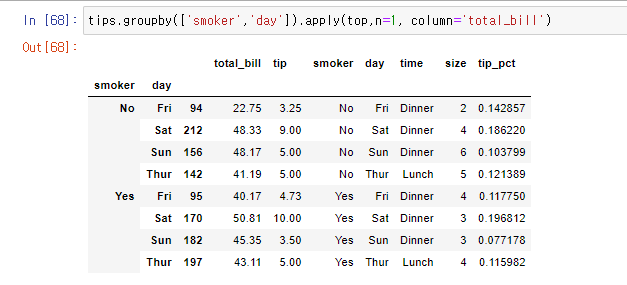 In [68]: tips.groupby(['smoker','day']).apply(top,n=1, column='total_bill')
Out[68]:
total_bill tip smoker day time size tip_pct
smoker day
No Fri 94 22.75 3.25 No Fri Dinner 2 0.142857
Sat 212 48.33 9.00 No Sat Dinner 4 0.186220
Sun 156 48.17 5.00 No Sun Dinner 6 0.103799
Thur 142 41.19 5.00 No Thur Lunch 5 0.121389
Yes Fri 95 40.17 4.73 Yes Fri Dinner 4 0.117750
Sat 170 50.81 10.00 Yes Sat Dinner 3 0.196812
Sun 182 45.35 3.50 Yes Sun Dinner 3 0.077178
Thur 197 43.11 5.00 Yes Thur Lunch 4 0.115982